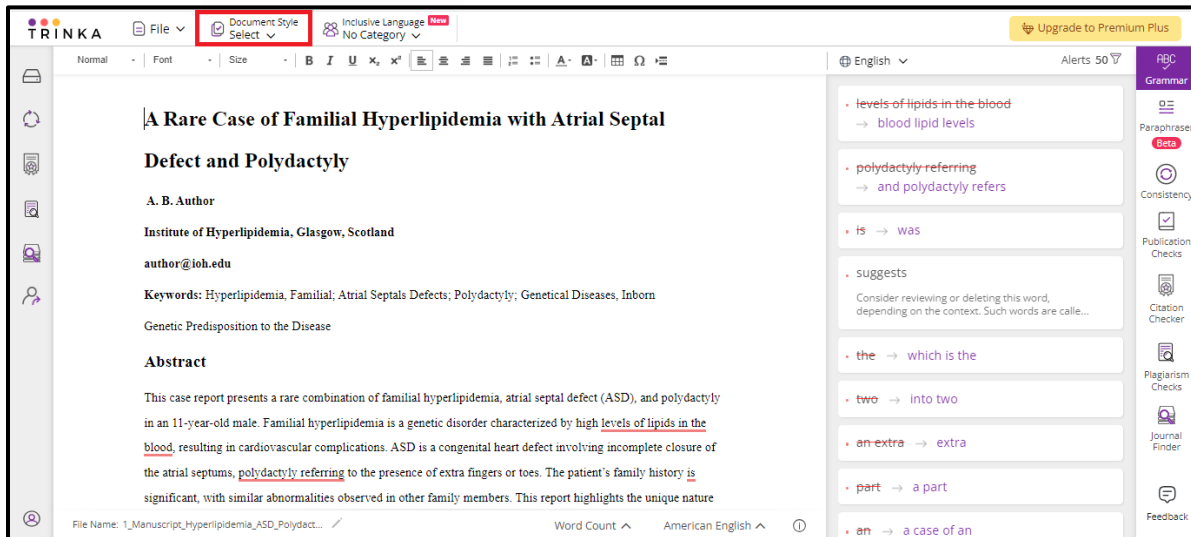 TRINKA
File
Document Style
Select
Inclusive Language New
No Category
Upgrade to Premium Plus
Normal Font Size B I U x₂ x² A A Ω
English
Alerts 50
A Rare Case of Familial Hyperlipidemia with Atrial Septal
Defect and Polydactyly
A. B. Author
Institute of Hyperlipidemia, Glasgow, Scotland
author@ioh.edu
Keywords: Hyperlipidemia, Familial; Atrial Septals Defects; Polydactyly; Genetical Diseases, Inborn
Genetic Predisposition to the Disease
Abstract
This case report presents a rare combination of familial hyperlipidemia, atrial septal defect (ASD), and polydactyly
in an 11-year-old male. Familial hyperlipidemia is a genetic disorder characterized by high levels of lipids in the
blood, resulting in cardiovascular complications. ASD is a congenital heart defect involving incomplete closure of
the atrial septums, polydactyly referring to the presence of extra fingers or toes. The patient's family history is
significant, with similar abnormalities observed in other family members. This report highlights the unique nature
File Name: 1_Manuscript_Hyperlipidemia_ASD_Polydact...
Word Count
American English
levels of lipids in the blood
→ blood lipid levels
polydactyly referring
→ and polydactyly refers
is → was
suggests
Consider reviewing or deleting this word,
depending on the context. Such words are calle...
the → which is the
two → into two
an extra → extra
part → a part
an → a case of an
ABC
Grammar
Paraphraser
Beta
Consistency
Publication
Checks
Citation
Checker
Plagiarism
Checks
Journal
Finder
Feedback